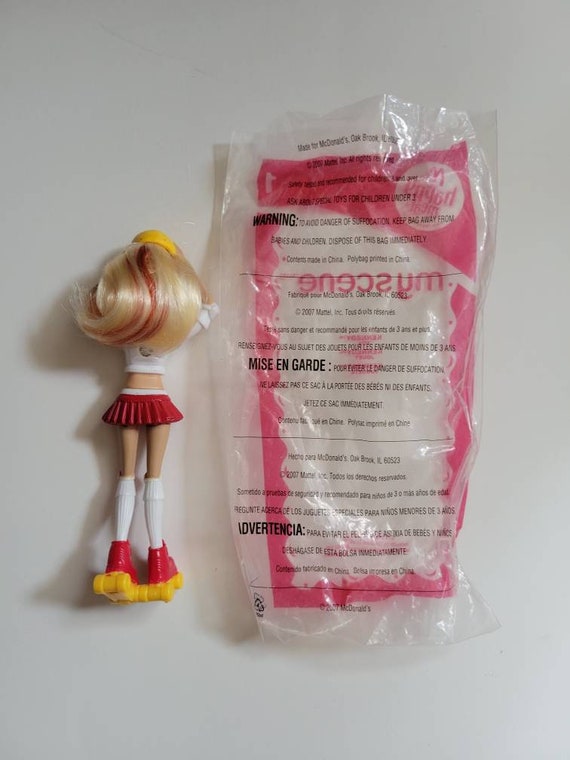 Made for McDonald's, Oak Brook, IL 60523
© 2007 Mattel, Inc. All rights reserved.
Safety tested and recommended for children 3 and over.
ASK ABOUT SPECIAL TOYS FOR CHILDREN UNDER 3.
WARNING: TO AVOID DANGER OF SUFFOCATION, KEEP BAG AWAY FROM
BABIES AND CHILDREN. DISPOSE OF THIS BAG IMMEDIATELY.
Contents made in China. Polybag printed in China.
1
happy
my scene
Fabriqué pour McDonald's, Oak Brook, IL 60523
© 2007 Mattel, Inc. Tous droits réservés.
Testé sans danger et recommandé pour les enfants de 3 ans et plus.
RENSEIGNEZ-VOUS AU SUJET DES JOUETS POUR LES ENFANTS DE MOINS DE 3 ANS.
MISE EN GARDE : POUR ÉVITER LE DANGER DE SUFFOCATION,
NE LAISSEZ PAS CE SAC À LA PORTÉE DES BÉBÉS NI DES ENFANTS.
JETEZ CE SAC IMMÉDIATEMENT.
Contenu fabriqué en Chine. Polysac imprimé en Chine
Hecho para McDonald's, Oak Brook, IL 60523
© 2007 Mattel, Inc. Todos los derechos reservados.
Sometido a pruebas de seguridad y recomendado para niños de 3 o más años de edad.
PREGUNTE ACERCA DE LOS JUGUETES ESPECIALES PARA NIÑOS MENORES DE 3 AÑOS.
ADVERTENCIA: PARA EVITAR EL PELIGRO DE ASFIXIA DE BEBÉS Y NIÑOS
DESHÁGASE DE ESTA BOLSA INMEDIATAMENTE.
Contenido fabricado en China. Bolsa impresa en China.
© 2007 McDonald's